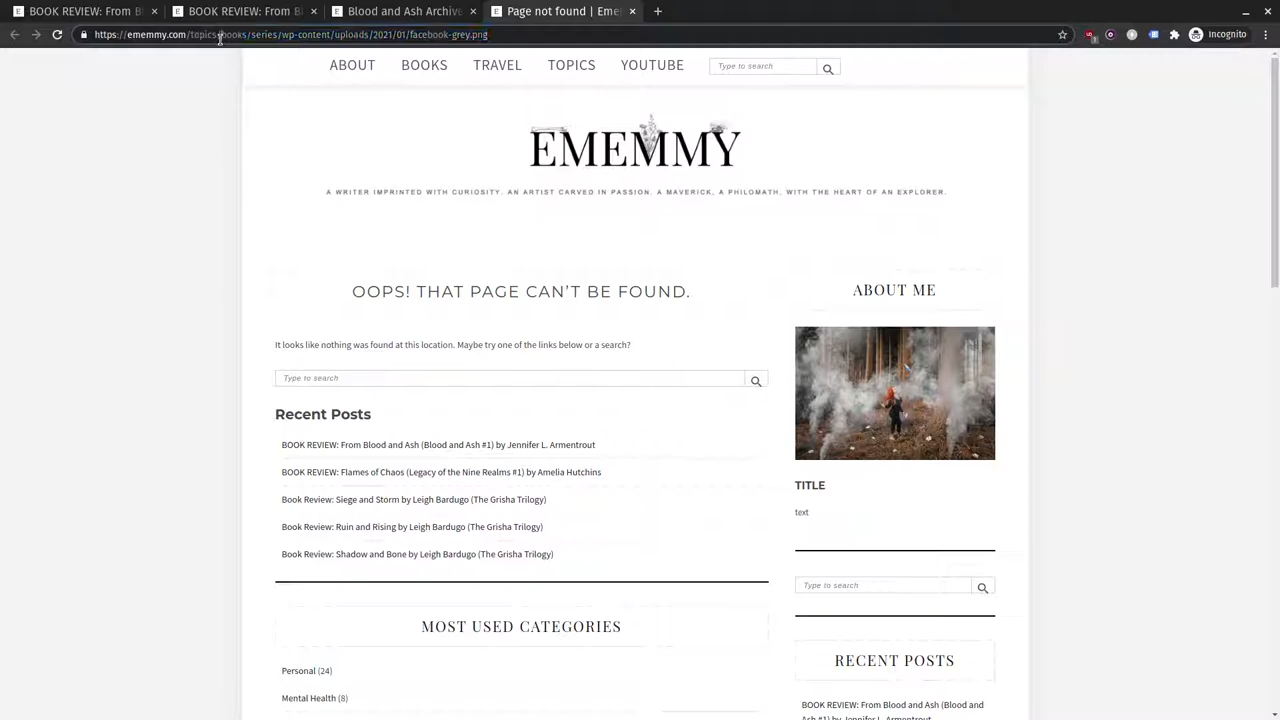 BOOK REVIEW: From B
BOOK REVIEW: From B
Blood and Ash Archive
Page not found | Eme
https://ememmy.com/tdpics/books/series/wp-content/uploads/2021/01/facebook-grey.png
Incognito
ABOUT BOOKS TRAVEL TOPICS YOUTUBE Type to search
EMEMMY
A WRITER IMPRINTED WITH CURIOSITY. AN ARTIST CARVED IN PASSION. A MAVERICK, A PHILOMATH, WITH THE HEART OF AN EXPLORER.
OOPS! THAT PAGE CAN'T BE FOUND.
It looks like nothing was found at this location. Maybe try one of the links below or a search?
Type to search
Recent Posts
BOOK REVIEW: From Blood and Ash (Blood and Ash #1) by Jennifer L. Armentrout
BOOK REVIEW: Flames of Chaos (Legacy of the Nine Realms #1) by Amelia Hutchins
Book Review: Siege and Storm by Leigh Bardugo (The Grisha Trilogy)
Book Review: Ruin and Rising by Leigh Bardugo (The Grisha Trilogy)
Book Review: Shadow and Bone by Leigh Bardugo (The Grisha Trilogy)
MOST USED CATEGORIES
Personal (24)
Mental Health (8)
ABOUT ME
TITLE
text
Type to search
RECENT POSTS
BOOK REVIEW: From Blood and Ash (Blood and
Ash #1) by Jennifer L. Armentrout